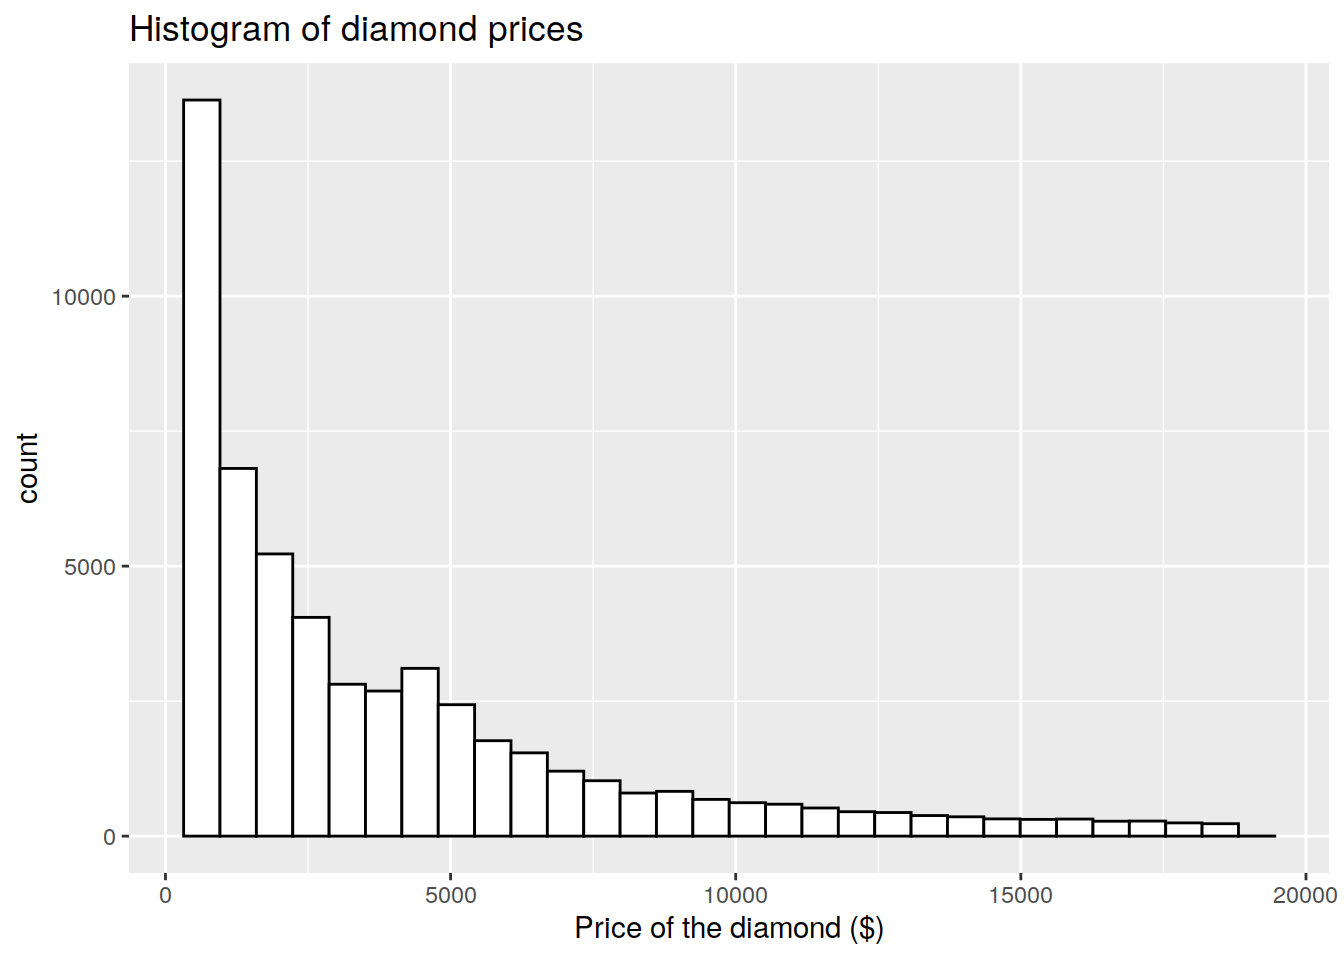 Histogram of diamond prices
10000
5000
0
count
0 5000 10000 15000 20000
Price of the diamond ($)